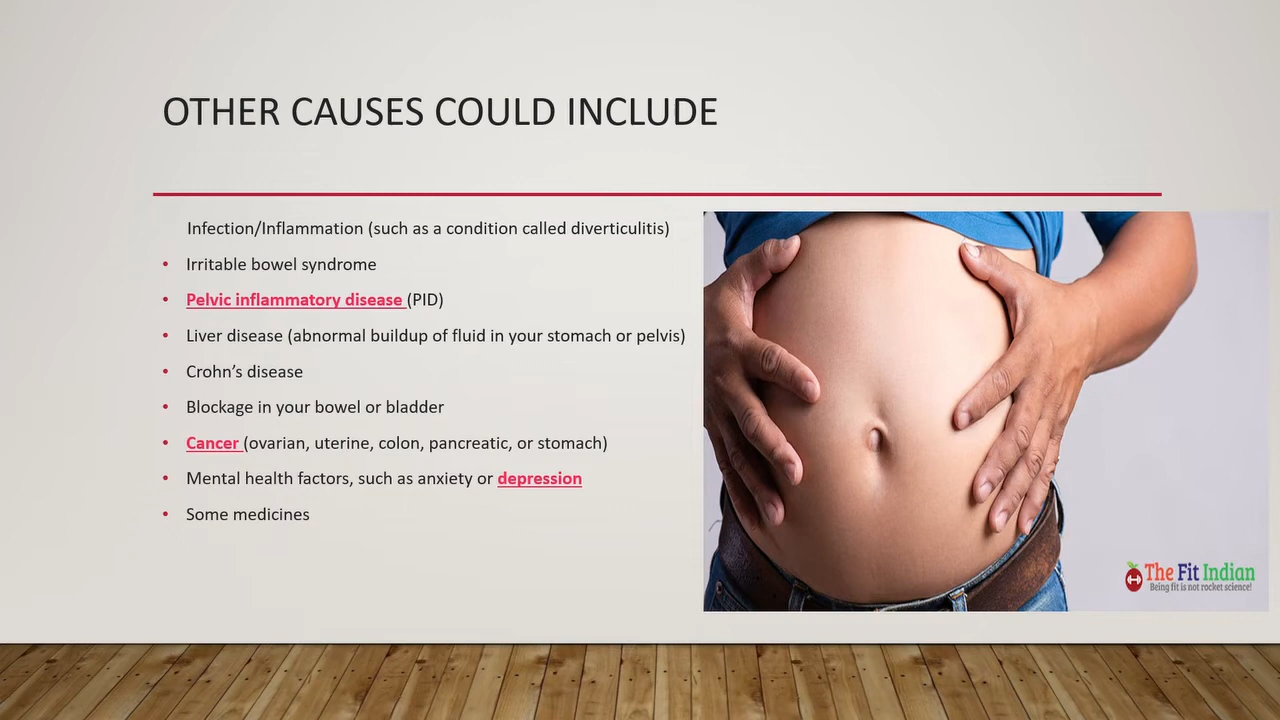 OTHER CAUSES COULD INCLUDE
Infection/Inflammation (such as a condition called diverticulitis)
• Irritable bowel syndrome
• Pelvic inflammatory disease (PID)
• Liver disease (abnormal buildup of fluid in your stomach or pelvis)
• Crohn’s disease
• Blockage in your bowel or bladder
• Cancer (ovarian, uterine, colon, pancreatic, or stomach)
• Mental health factors, such as anxiety or depression
• Some medicines
The Fit Indian
Being fit is not rocket science!